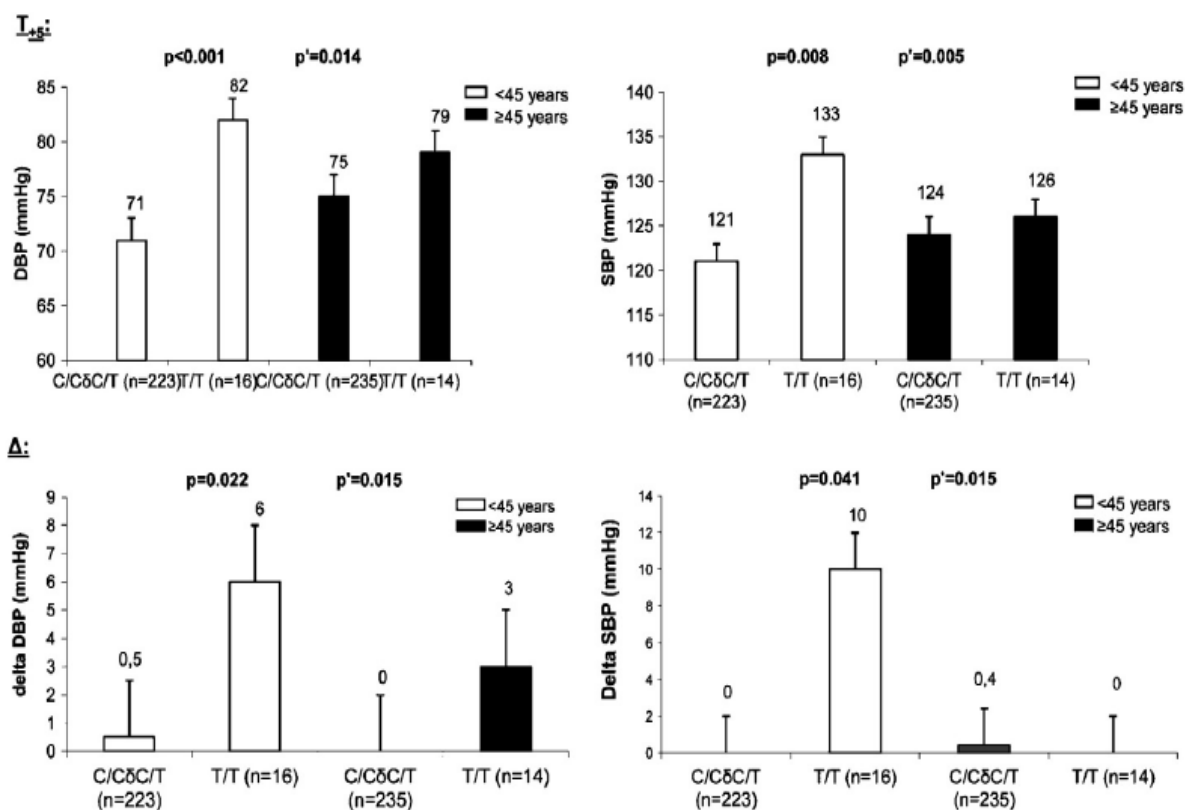 T+5:
p<0.001 p'=0.014
<45 years
≥45 years
DBP (mmHg)
85
80
75
70
65
60
71
82
75
79
C/CδC/T (n=223)T/T (n=16)C/CδC/T (n=235)T/T (n=14)
p=0.008 p'=0.005
<45 years
≥45 years
SBP (mmHg)
140
135
130
125
120
115
110
121
133
124
126
C/CδC/T T/T (n=16) C/CδC/T T/T (n=14)
(n=223) (n=235)
Δ:
p=0.022 p'=0.015
<45 years
≥45 years
delta DBP (mmHg)
9
8
7
6
5
4
3
2
1
0
0,5
6
0
3
C/CδC/T T/T (n=16) C/CδC/T T/T (n=14)
(n=223) (n=235)
p=0.041 p'=0.015
<45 years
≥45 years
Delta SBP (mmHg)
14
12
10
8
6
4
2
0
0
10
0,4
0
C/CδC/T T/T (n=16) C/CδC/T T/T (n=14)
(n=223) (n=235)